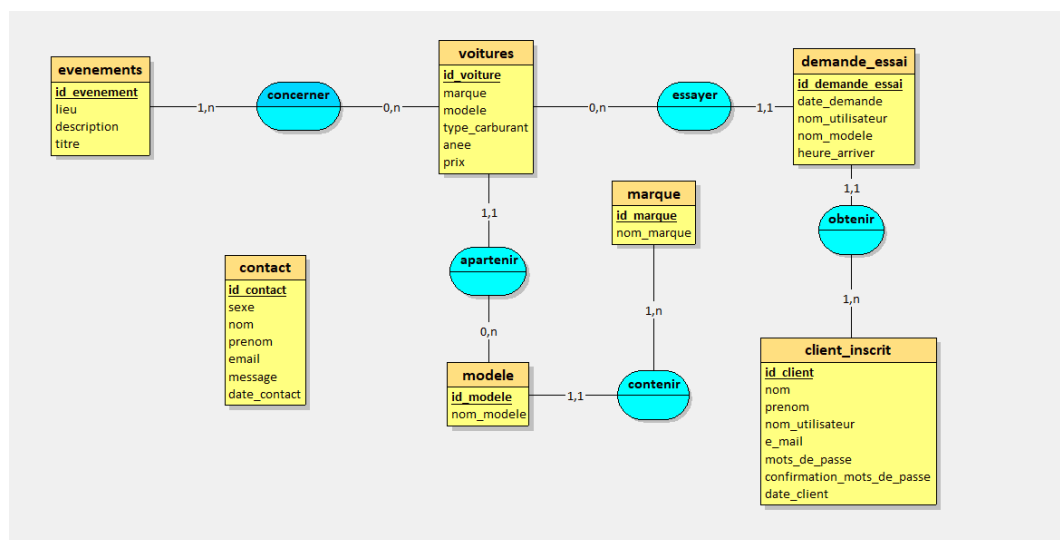 evenements
id_evenement
lieu
description
titre
1,n
concerner
0,n
voitures
id_voiture
marque
modele
type_carburant
anee
prix
0,n
essayer
1,1
demande_essai
id_demande_essai
date_demande
nom_utilisateur
nom_modele
heure_arriver
1,1
apartenir
0,n
marque
id_marque
nom_marque
1,n
1,1
obtenir
1,n
contact
id_contact
sexe
nom
prenom
email
message
date_contact
modele
id_modele
nom_modele
1,1
contenir
client_inscrit
id_client
nom
prenom
nom_utilisateur
e_mail
mots_de_passe
confirmation_mots_de_passe
date_client